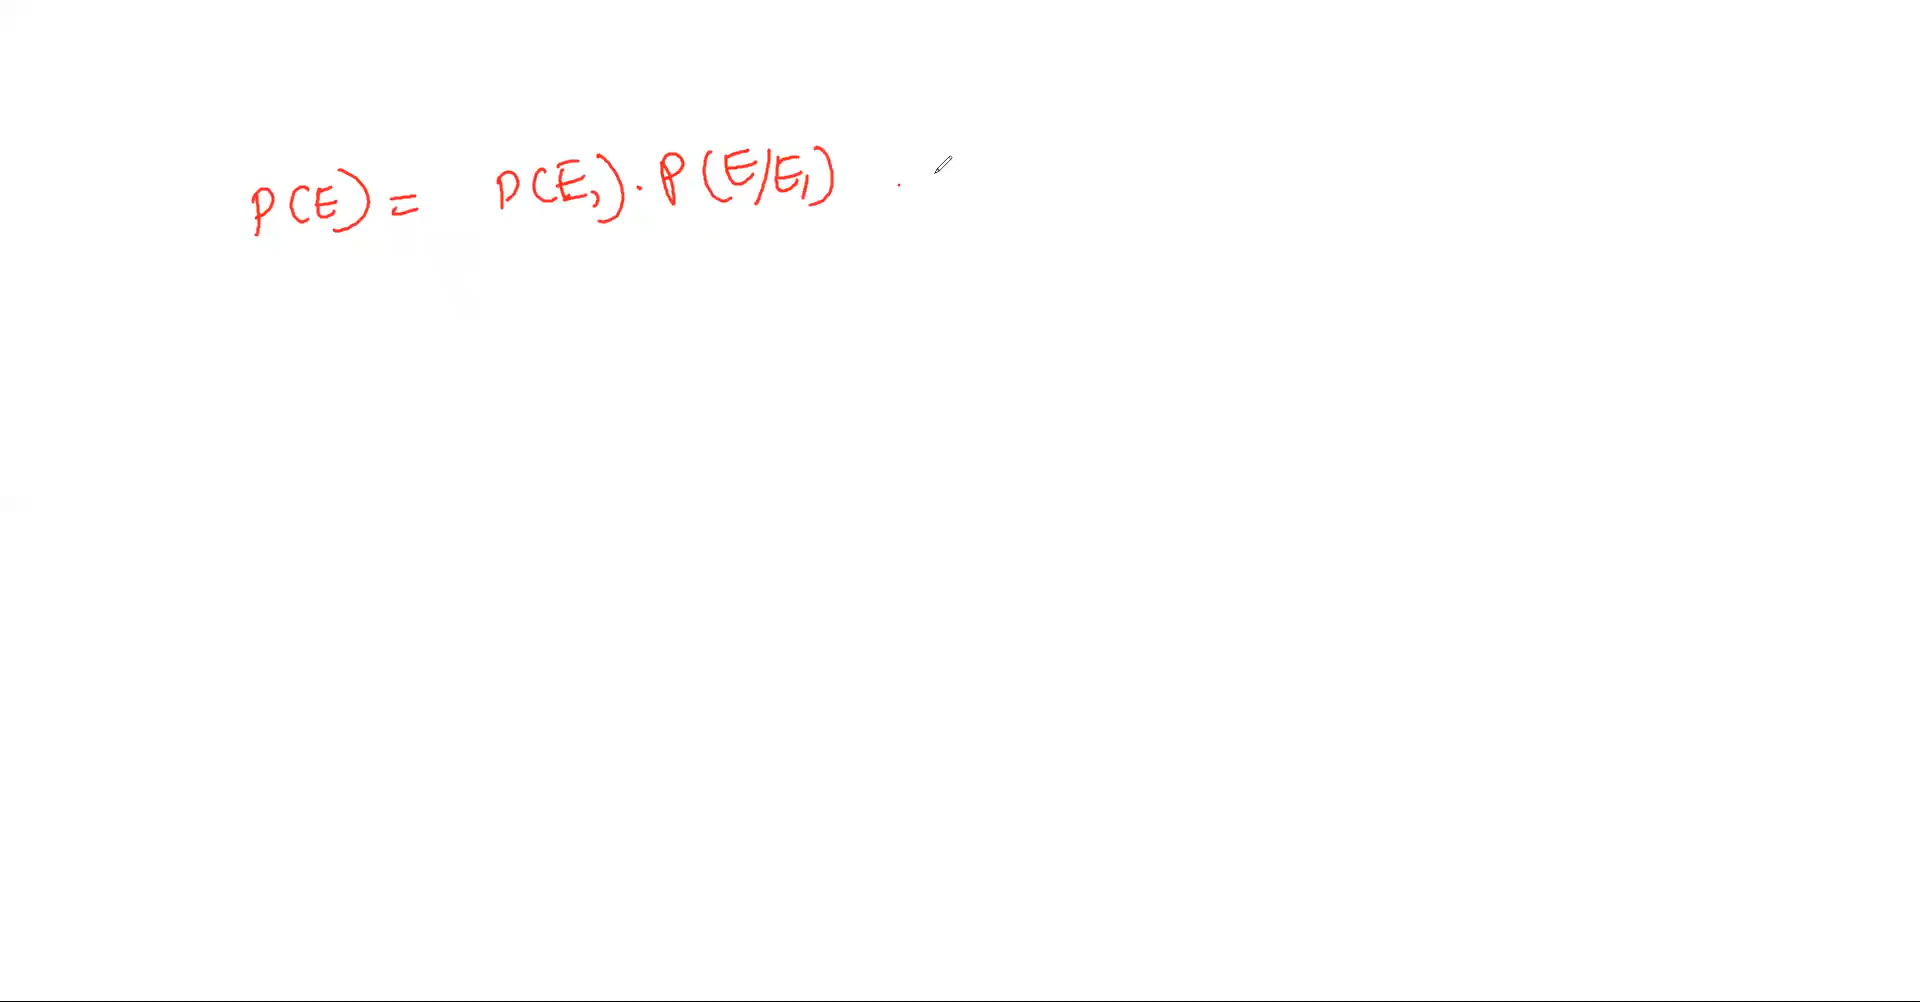 P(E) = P(E₁) · P(E/E₁) .